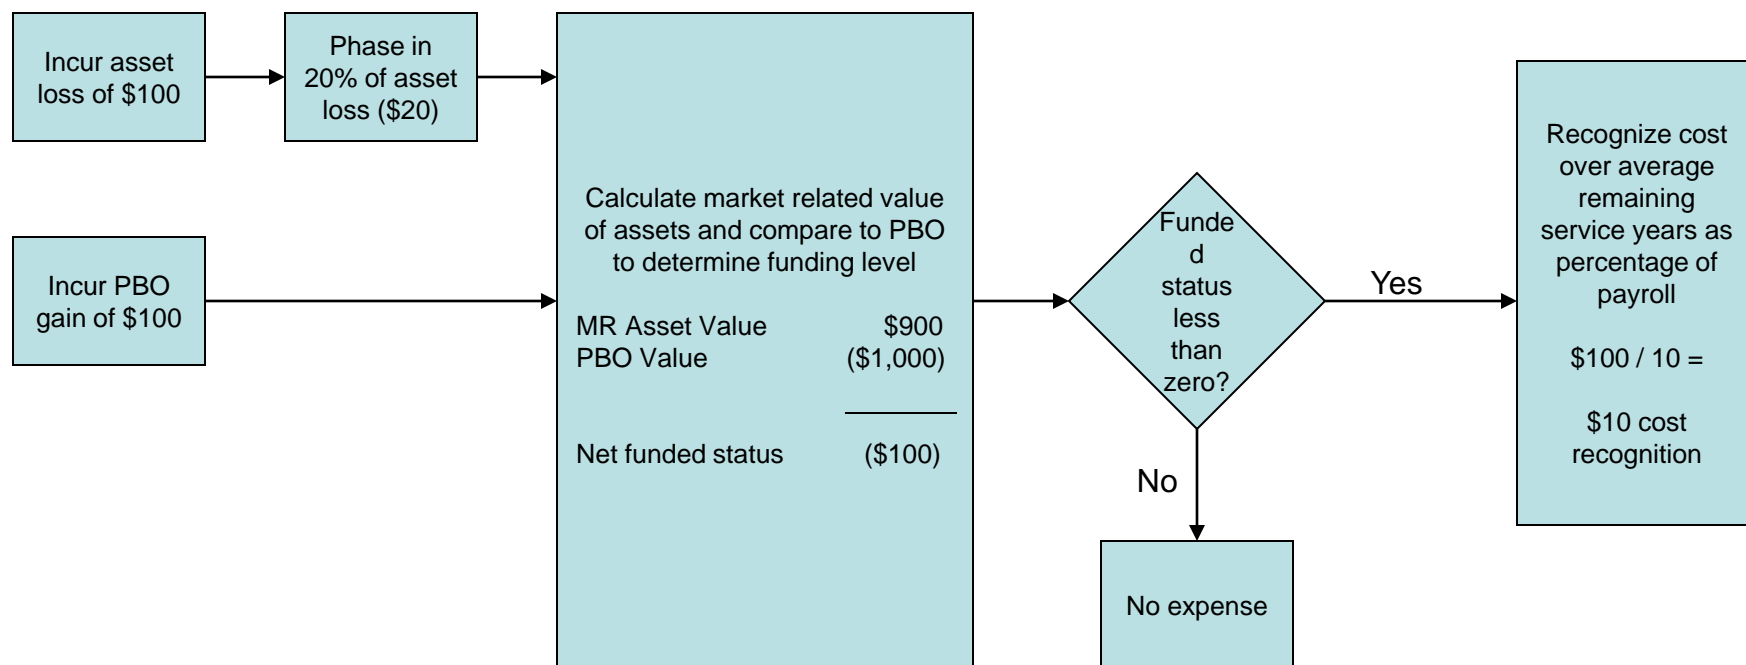 Incur asset
loss of $100
Phase in
20% of asset
loss ($20)
Incur PBO
gain of $100
Calculate market related value
of assets and compare to PBO
to determine funding level
MR Asset Value $900
PBO Value ($1,000)
Net funded status ($100)
Funde
d
status
less
than
zero?
Yes
No
No expense
Recognize cost
over average
remaining
service years as
percentage of
payroll
$100 / 10 =
$10 cost
recognition